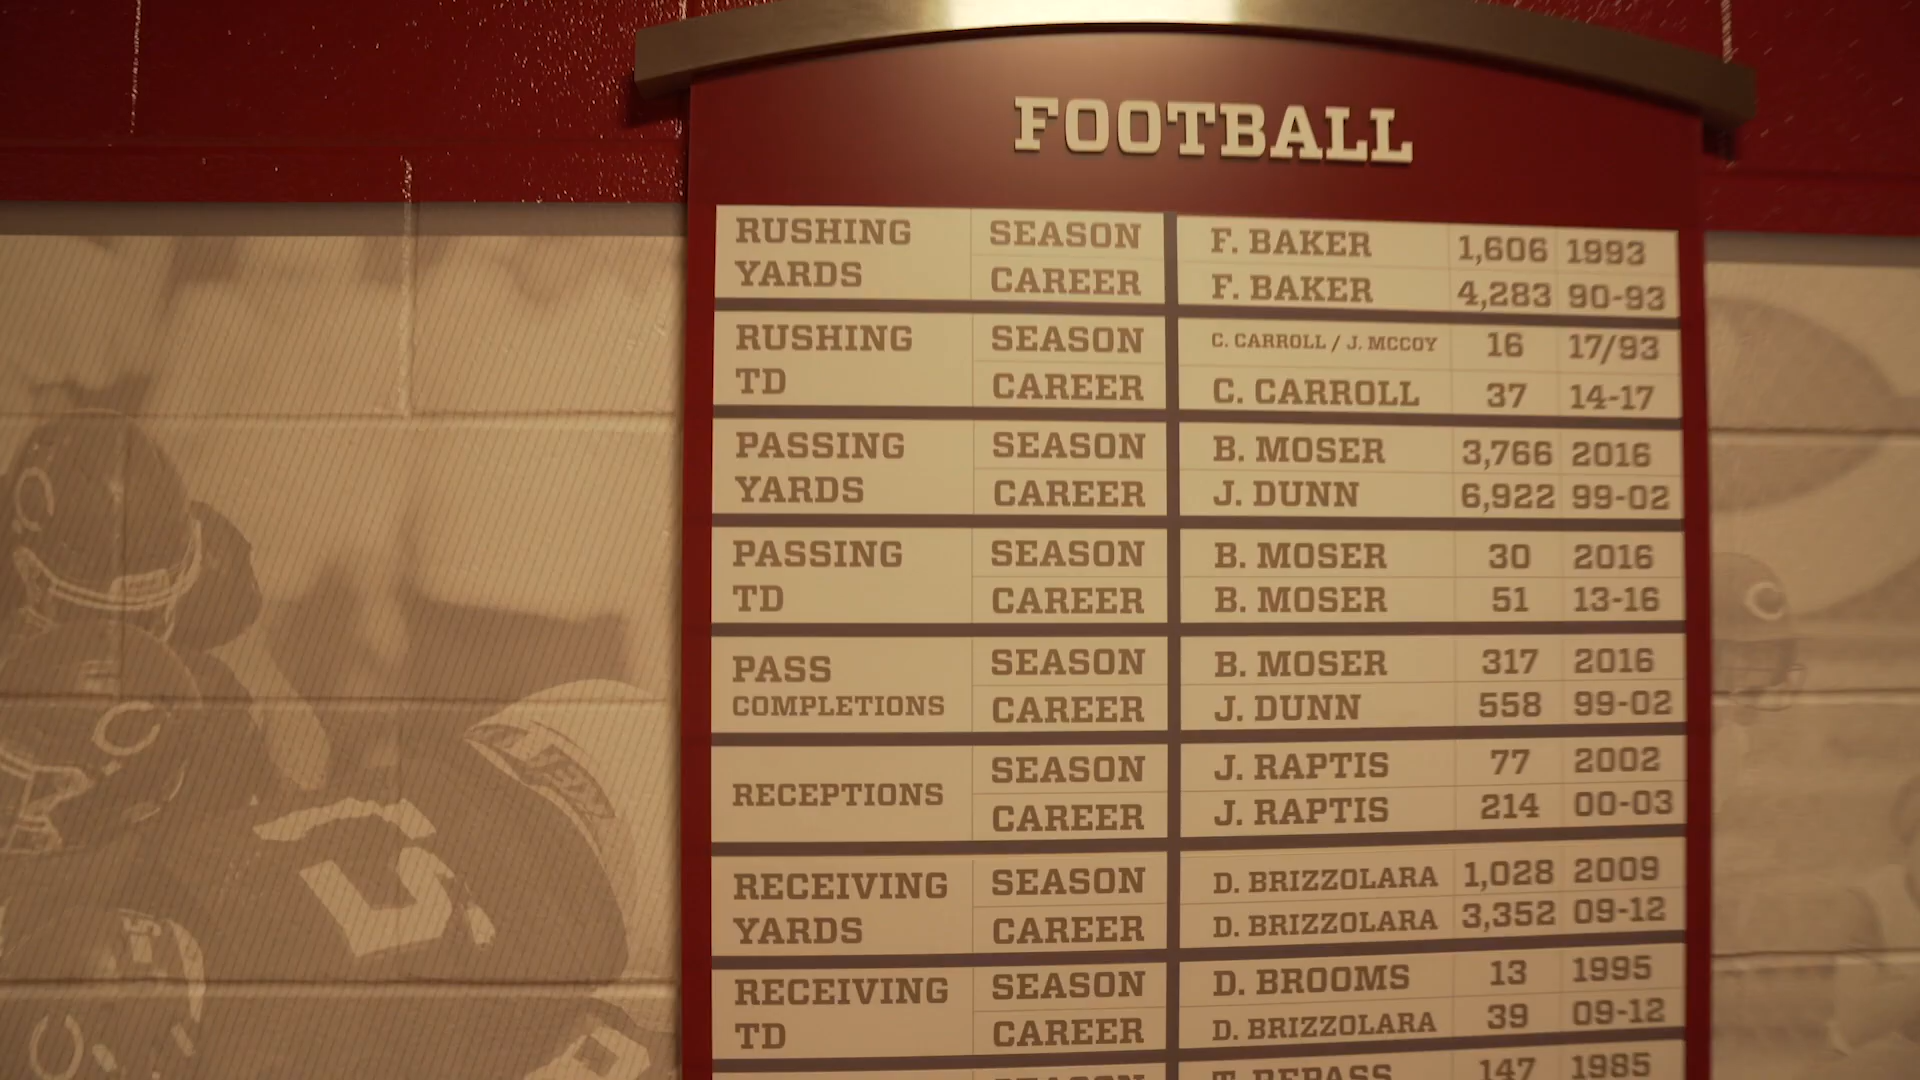 FOOTBALL
RUSHING YARDS SEASON F. BAKER 1,606 1993
CAREER F. BAKER 4,283 90-93
RUSHING TD SEASON C. CARROLL / J. MCCOY 16 17/93
CAREER C. CARROLL 37 14-17
PASSING YARDS SEASON B. MOSER 3,766 2016
CAREER J. DUNN 6,922 99-02
PASSING TD SEASON B. MOSER 30 2016
CAREER B. MOSER 51 13-16
PASS COMPLETIONS SEASON B. MOSER 317 2016
CAREER J. DUNN 558 99-02
RECEPTIONS SEASON J. RAPTIS 77 2002
CAREER J. RAPTIS 214 00-03
RECEIVING YARDS SEASON D. BRIZZOLARA 1,028 2009
CAREER D. BRIZZOLARA 3,352 09-12
RECEIVING TD SEASON D. BROOMS 13 1995
CAREER D. BRIZZOLARA 39 09-12
SEASON T. REPASS 147 1985